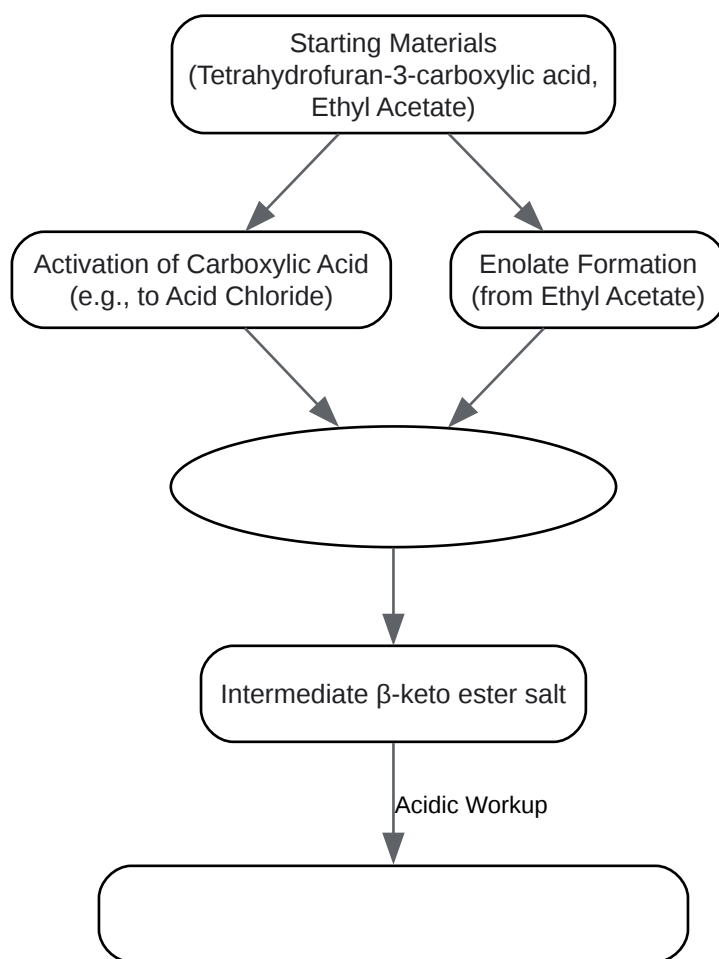 Starting Materials
(Tetrahydrofuran-3-carboxylic acid,
Ethyl Acetate)
Activation of Carboxylic Acid
(e.g., to Acid Chloride)
Enolate Formation
(from Ethyl Acetate)
Intermediate β-keto ester salt
Acidic Workup